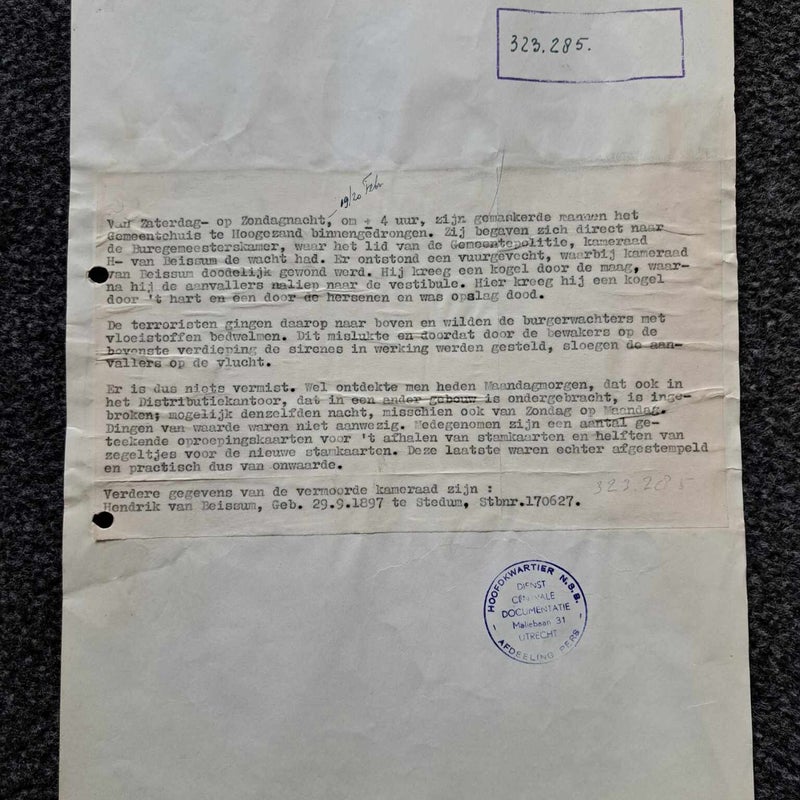 323.285.
19/20 Febr
Van Zaterdag- op Zondagnacht, om ± 4 uur, zijn gemaskerde mannen het
Gemeentehuis te Hoogezand binnengedrongen. Zij begaven zich direct naar
de Burgemeesterskamer, waar het lid van de Gemeentepolitie, kameraad
H- van Beissum de wacht had. Er ontstond een vuurgevecht, waarbij kameraad
van Beissum doodelijk gewond werd. Hij kreeg een kogel door de maag, waar-
na hij de aanvallers naliep naar de vestibule. Hier kreeg hij een kogel
door 't hart en een door de hersenen en was opslag dood.
De terroristen gingen daarop naar boven en wilden de burgerwachters met
vloeistoffen bedwelmen. Dit mislukte en doordat door de bewakers op de
bovenste verdieping de sirenes in werking werden gesteld, sloegen de aan-
vallers op de vlucht.
Er is dus niets vermist. Wel ontdekte men heden Maandagmorgen, dat ook in
het Distributiekantoor, dat in een ander gebouw is ondergebracht, is inge-
broken; mogelijk denzelfden nacht, misschien ook van Zondag op Maandag.
Dingen van waarde waren niet aanwezig. Medegenomen zijn een aantal ge-
teekende oproepingskaarten voor 't afhalen van stamkaarten en helften van
zegeltjes voor de nieuwe stamkaarten. Deze laatste waren echter afgestempeld
en practisch dus van onwaarde.
323.285
Verdere gegevens van de vermoorde kameraad zijn :
Hendrik van Beissum, Geb. 29.9.1897 te Stedum, Stbnr.170627.
HOOFDKWARTIER N.S.B.
DIENST
CENTRALE
DOCUMENTATIE
Maliebaan 31
UTRECHT
- AFDEELING PERS -